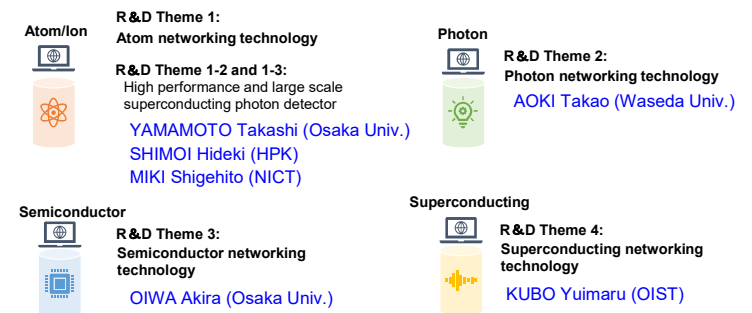 Atom/Ion
R&D Theme 1:
Atom networking technology
R&D Theme 1-2 and 1-3:
High performance and large scale
superconducting photon detector
YAMAMOTO Takashi (Osaka Univ.)
SHIMOI Hideki (HPK)
MIKI Shigehito (NICT)
Photon
R&D Theme 2:
Photon networking technology
AOKI Takao (Waseda Univ.)
Semiconductor
R&D Theme 3:
Semiconductor networking
technology
OIWA Akira (Osaka Univ.)
Superconducting
R&D Theme 4:
Superconducting networking
technology
KUBO Yuimaru (OIST)